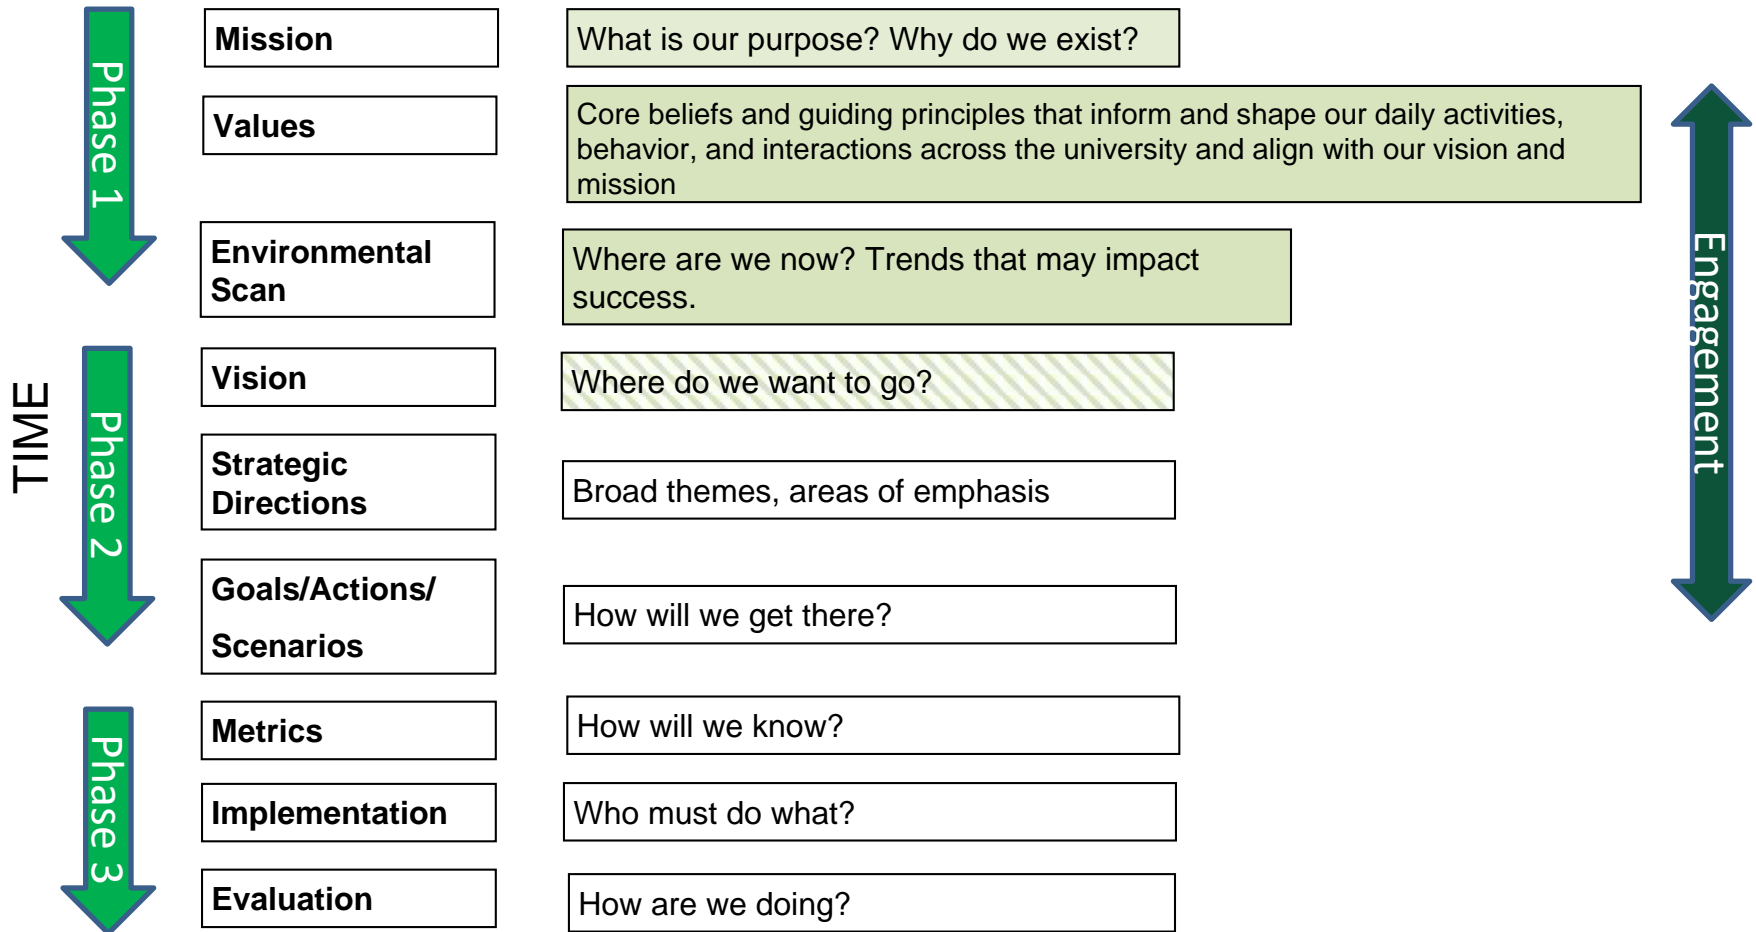 Mission
What is our purpose? Why do we exist?
Phase 1
Values
Core beliefs and guiding principles that inform and shape our daily activities,
behavior, and interactions across the university and align with our vision and
mission
Environmental
Scan
Where are we now? Trends that may impact
success.
Engagement
TIME
Phase 2
Vision
Where do we want to go?
Strategic
Directions
Broad themes, areas of emphasis
Goals/Actions/
Scenarios
How will we get there?
Phase 3
Metrics
How will we know?
Implementation
Who must do what?
Evaluation
How are we doing?